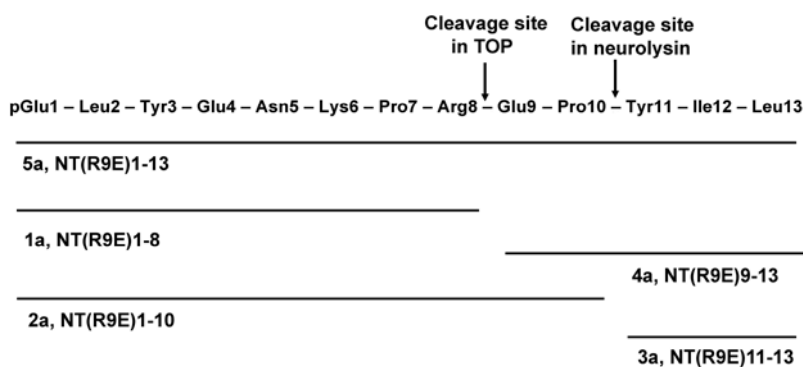 Cleavage site
in TOP
Cleavage site
in neurolysin
pGlu1 – Leu2 – Tyr3 – Glu4 – Asn5 – Lys6 – Pro7 – Arg8 – Glu9 – Pro10 – Tyr11 – Ile12 – Leu13
5a, NT(R9E)1-13
1a, NT(R9E)1-8
4a, NT(R9E)9-13
2a, NT(R9E)1-10
3a, NT(R9E)11-13